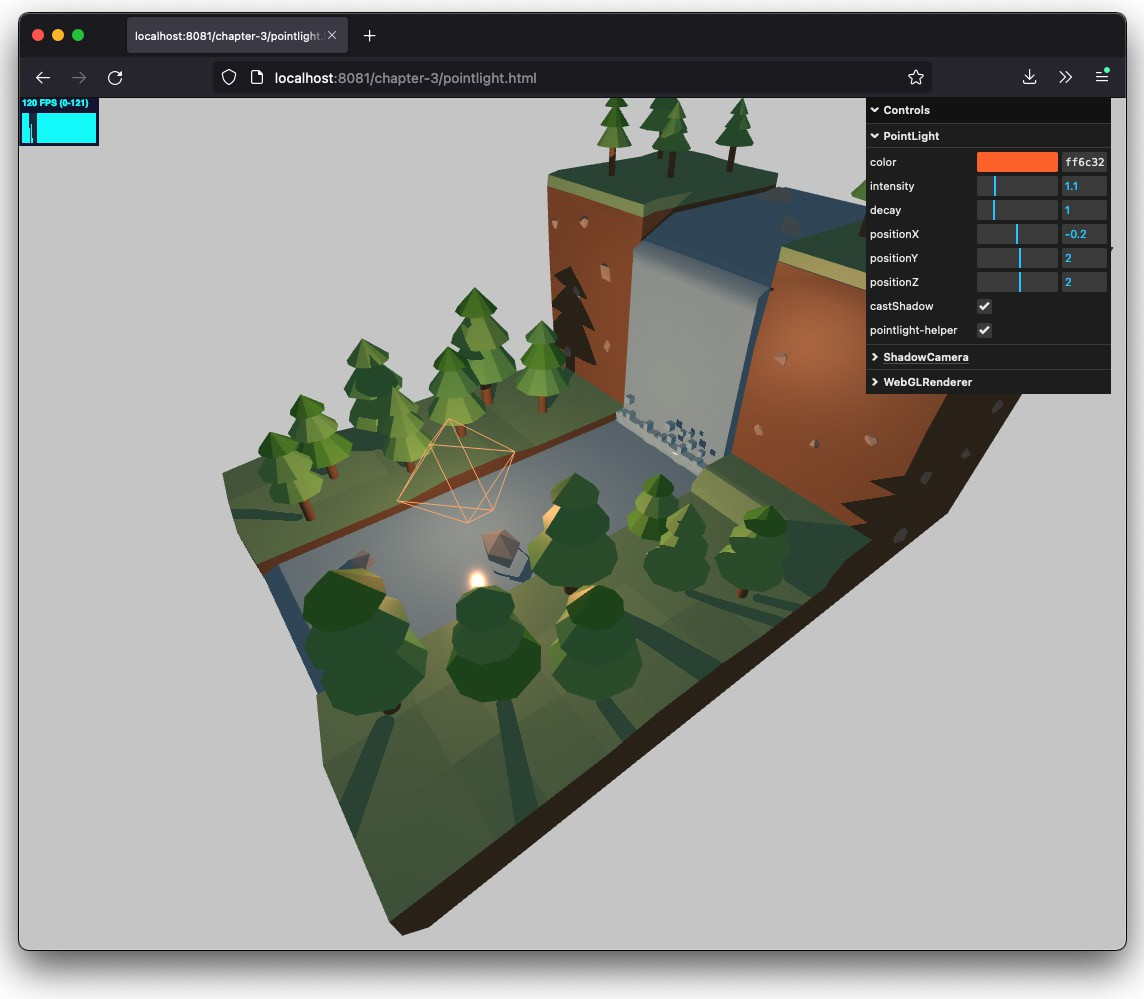 localhost:8081/chapter-3/pointlight.
localhost:8081/chapter-3/pointlight.html
120 FPS (0-121)
Controls
PointLight
color ff6c32
intensity 1.1
decay 1
positionX -0.2
positionY 2
positionZ 2
castShadow
pointlight-helper
ShadowCamera
WebGLRenderer